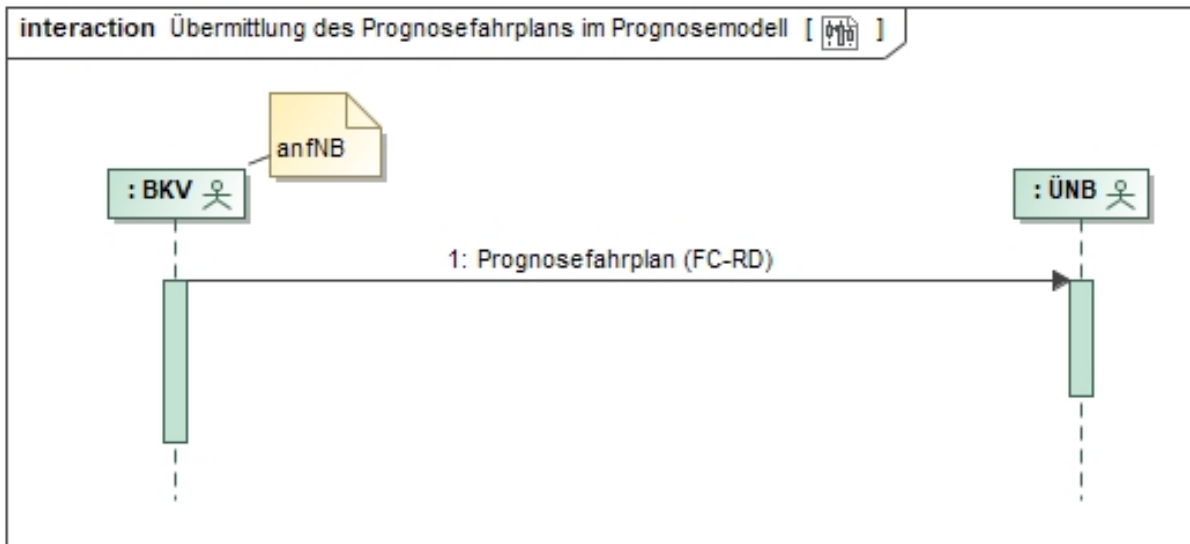 interaction Übermittlung des Prognosefahrplans im Prognosemodell [ ]
anfNB
: BKV
: ÜNB
1: Prognosefahrplan (FC-RD)